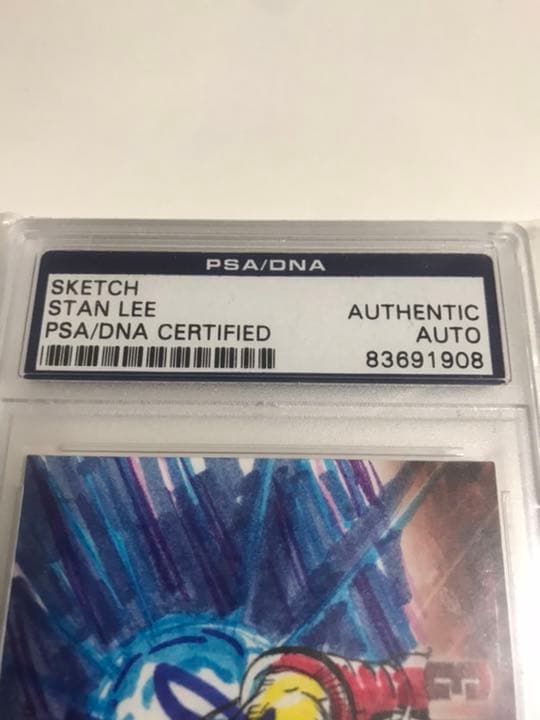 PSA/DNA
SKETCH
STAN LEE
PSA/DNA CERTIFIED
AUTHENTIC
AUTO
83691908